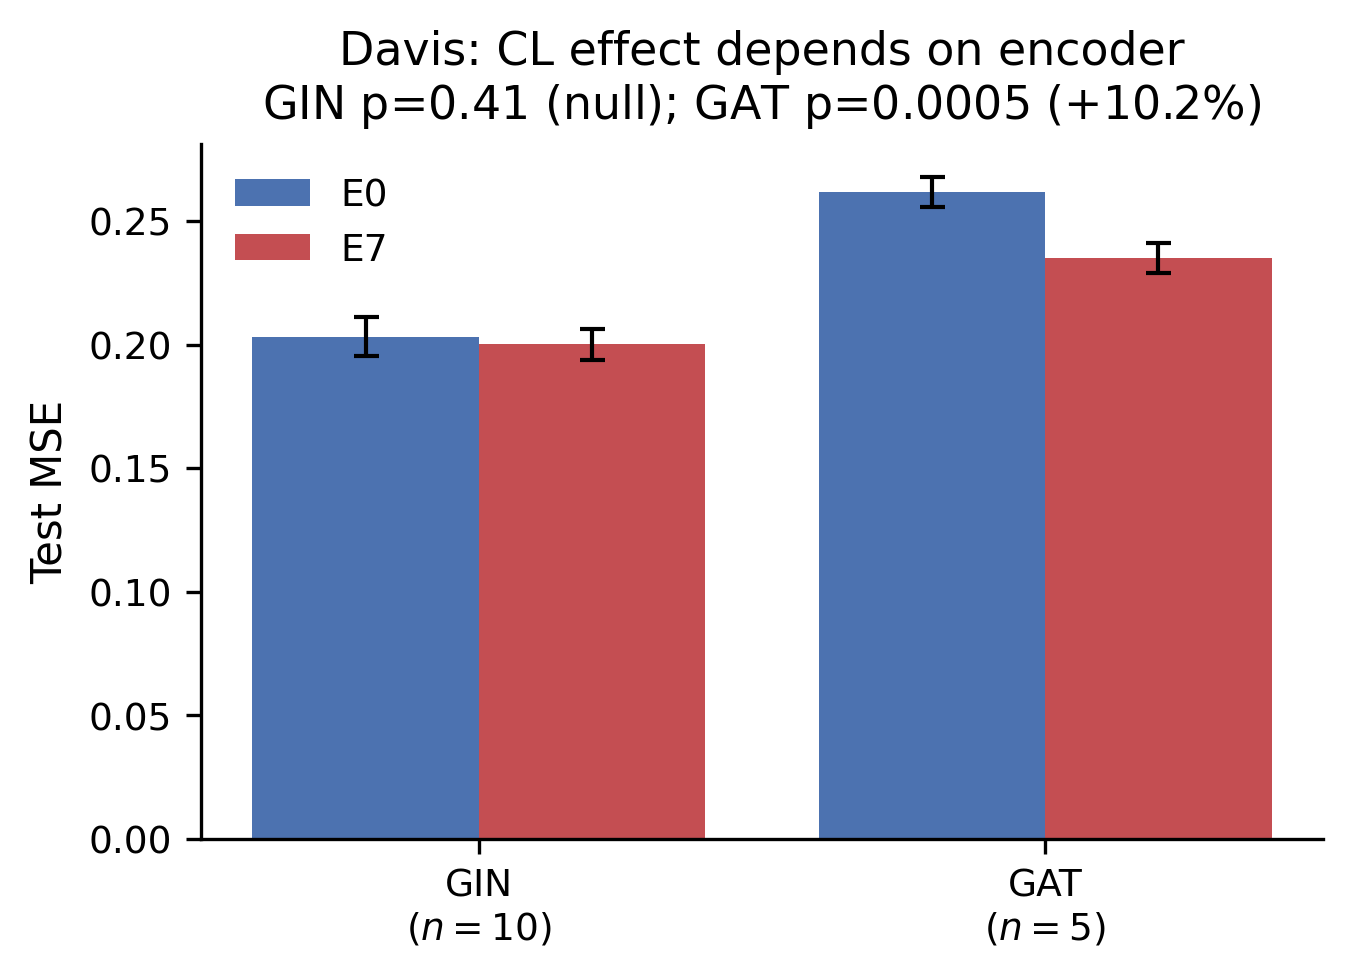 Davis: CL effect depends on encoder
GIN p=0.41 (null); GAT p=0.0005 (+10.2%)
E0
E7
Test MSE
0.25
0.20
0.15
0.10
0.05
0.00
GIN
(n = 10)
GAT
(n = 5)